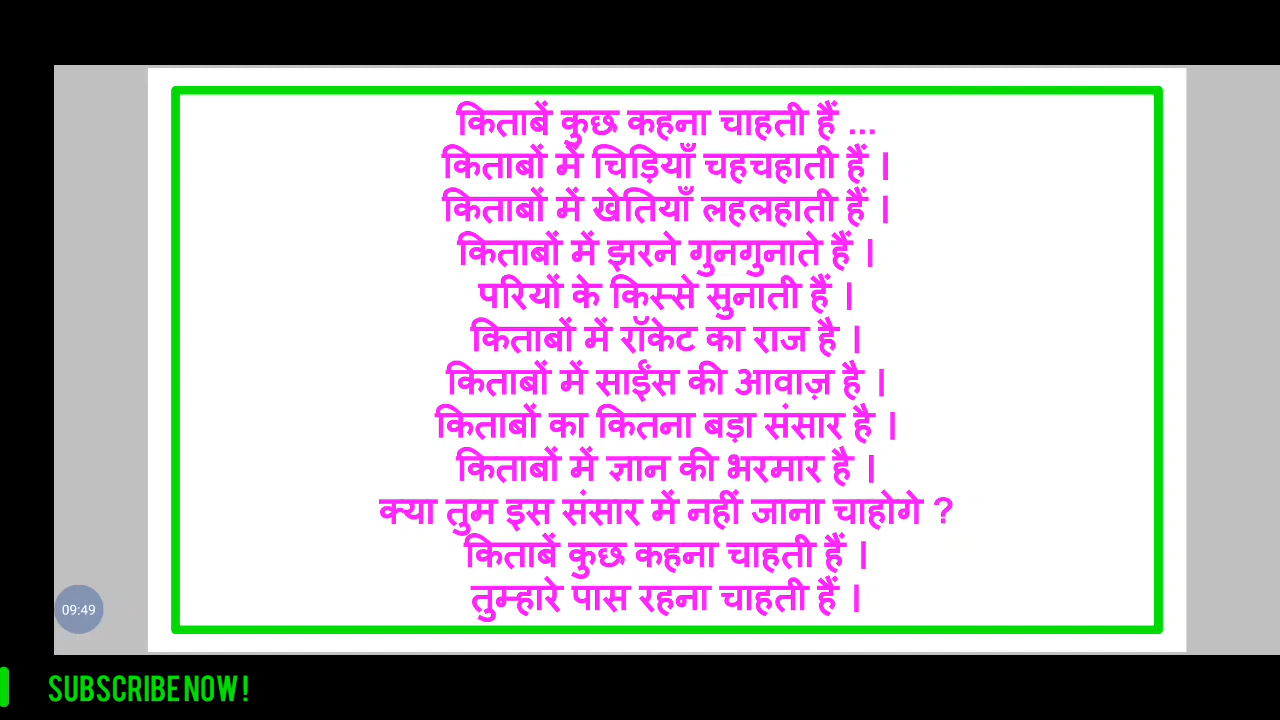 किताबें कुछ कहना चाहती हैं ...
किताबों में चिड़ियाँ चहचहाती हैं |
किताबों में खेतियाँ लहलहाती हैं |
किताबों में झरने गुनगुनाते हैं |
परियों के किस्से सुनाती हैं |
किताबों में रॉकेट का राज है |
किताबों में साईंस की आवाज़ है |
किताबों का कितना बड़ा संसार है |
किताबों में ज्ञान की भरमार है |
क्या तुम इस संसार में नहीं जाना चाहोगे ?
किताबें कुछ कहना चाहती हैं |
तुम्हारे पास रहना चाहती हैं |
09:49
SUBSCRIBE NOW !